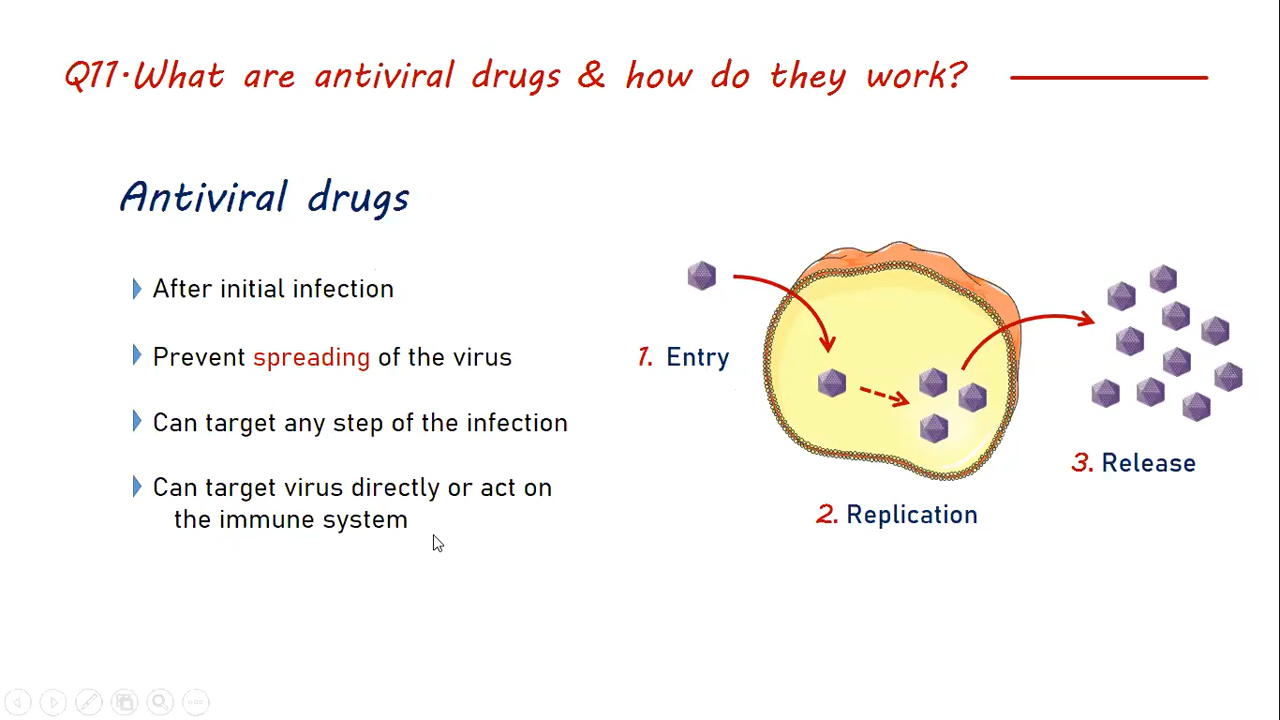 Q11.What are antiviral drugs & how do they work?
Antiviral drugs
After initial infection
Prevent spreading of the virus
Can target any step of the infection
Can target virus directly or act on
the immune system
1. Entry
2. Replication
3. Release